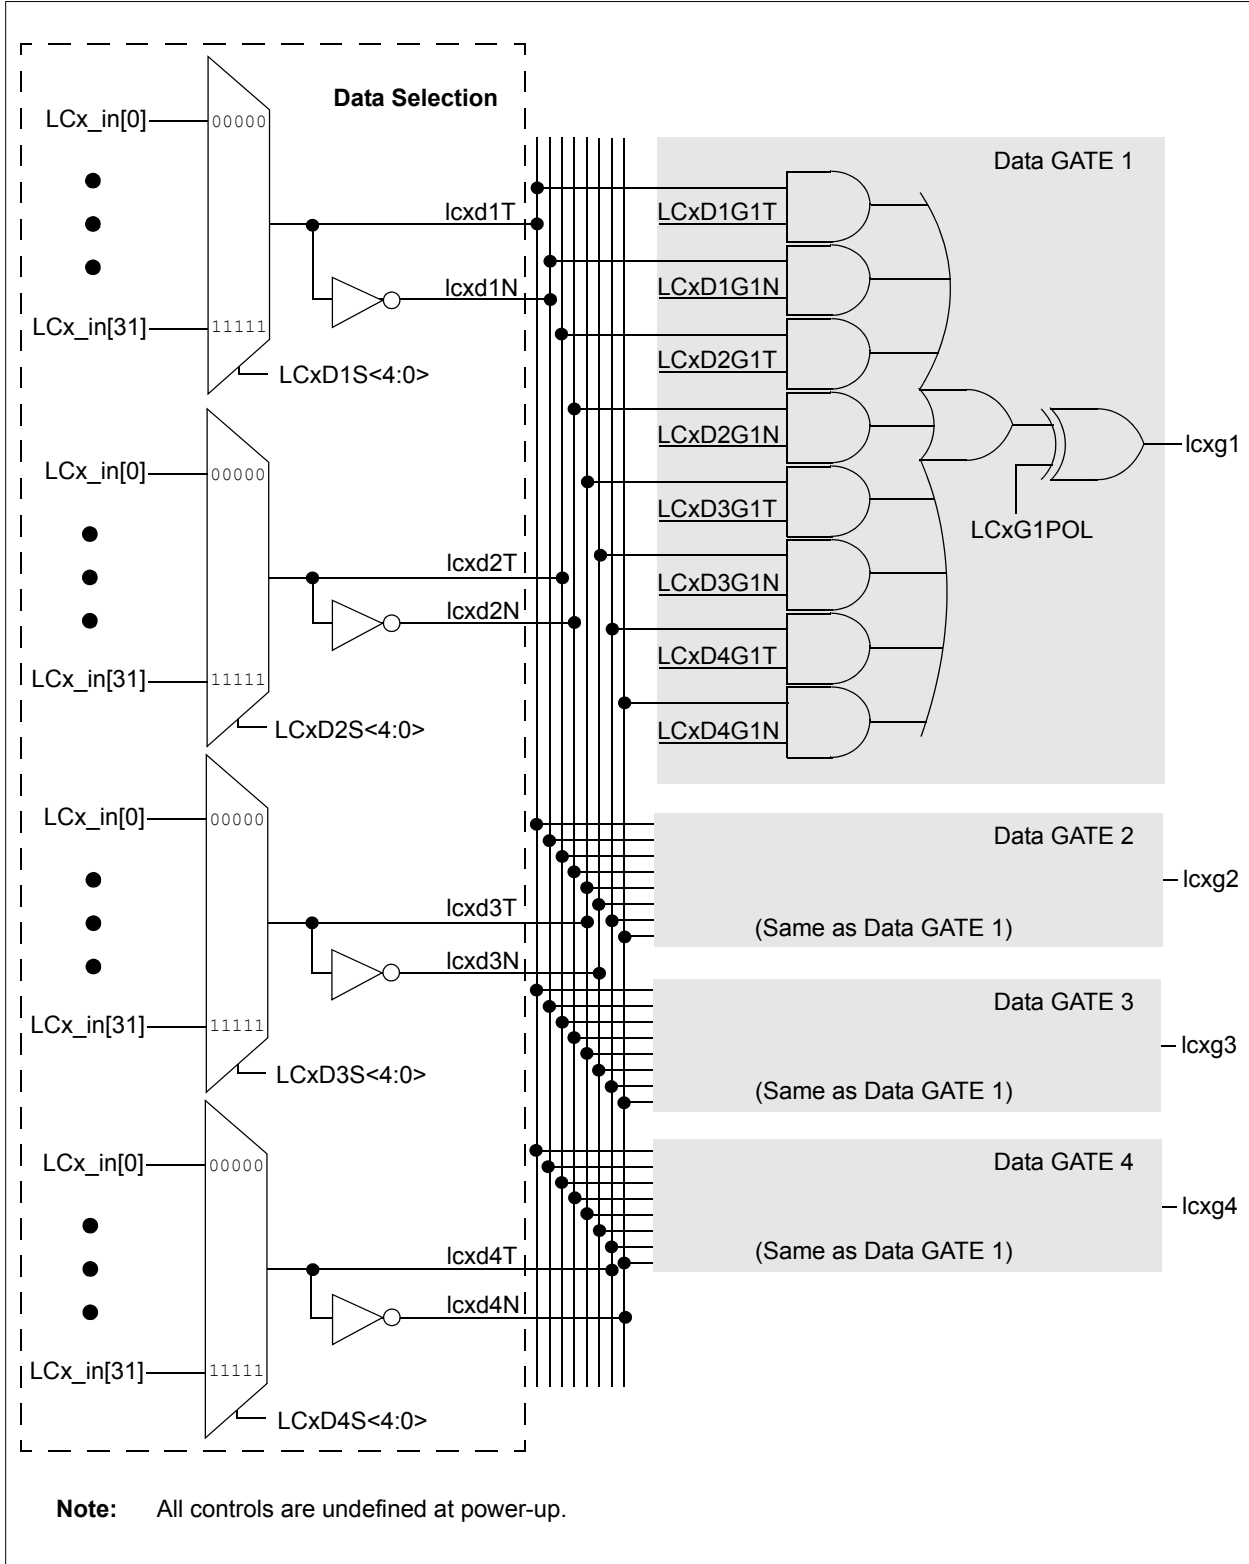 Data Selection
LCx_in[0]
00000
lcxd1T
lcxd1N
LCx_in[31]
11111
LCxD1S<4:0>
LCx_in[0]
00000
lcxd2T
lcxd2N
LCx_in[31]
11111
LCxD2S<4:0>
LCx_in[0]
00000
lcxd3T
lcxd3N
LCx_in[31]
11111
LCxD3S<4:0>
LCx_in[0]
00000
lcxd4T
lcxd4N
LCx_in[31]
11111
LCxD4S<4:0>
Data GATE 1
LCxD1G1T
LCxD1G1N
LCxD2G1T
LCxD2G1N
LCxD3G1T
LCxD3G1N
LCxD4G1T
LCxD4G1N
LCxG1POL
lcxg1
Data GATE 2
(Same as Data GATE 1)
lcxg2
Data GATE 3
(Same as Data GATE 1)
lcxg3
Data GATE 4
(Same as Data GATE 1)
lcxg4
Note: All controls are undefined at power-up.